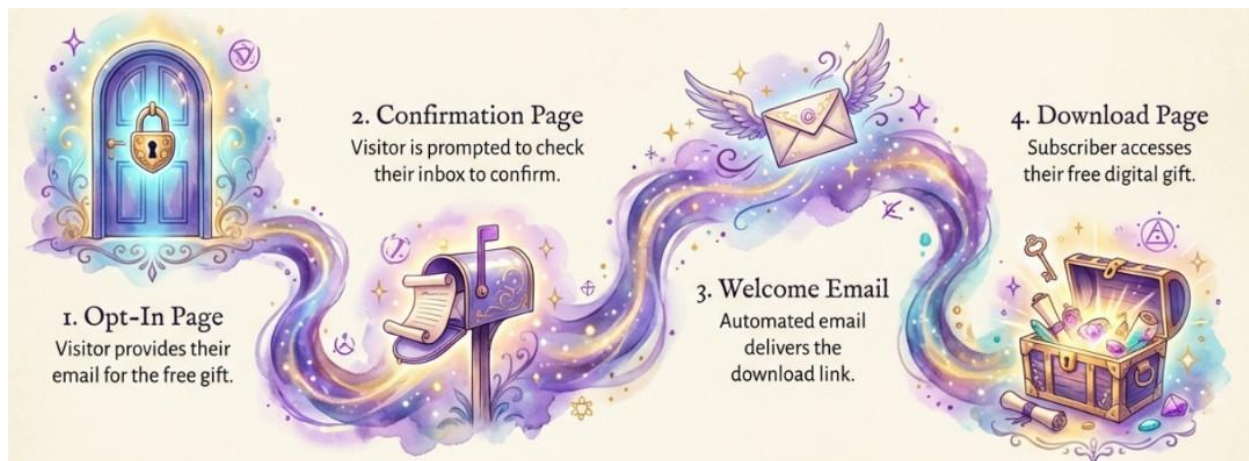 1. Opt-In Page
Visitor provides their
email for the free gift.
2. Confirmation Page
Visitor is prompted to check
their inbox to confirm.
3. Welcome Email
Automated email
delivers the
download link.
4. Download Page
Subscriber accesses
their free digital gift.